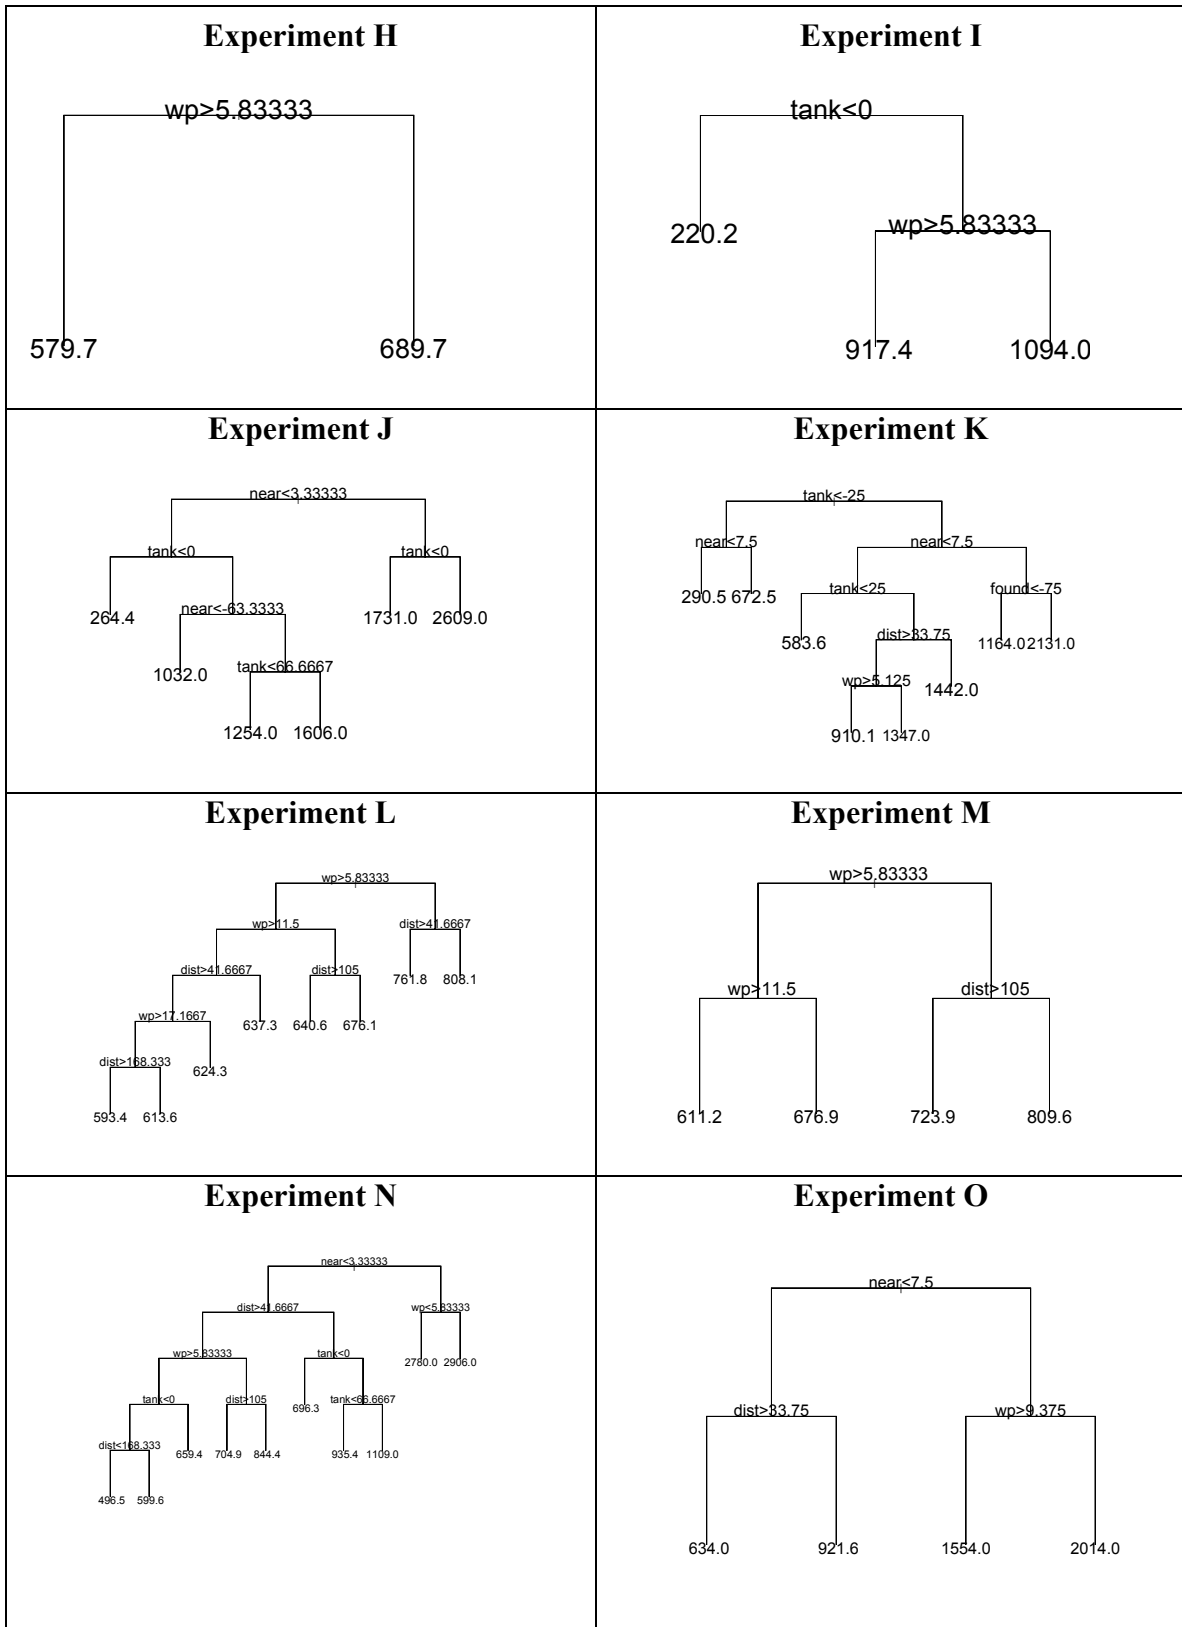 Experiment H
wp>5.83333
579.7 689.7
Experiment I
tank<0
220.2 wp>5.83333
917.4 1094.0
Experiment J
near<3.33333
tank<0 tank<0
264.4 near<-63.3333 1731.0 2609.0
1032.0 tank<66.6667
1254.0 1606.0
Experiment K
tank<-25
near<7.5 near<7.5
290.5 672.5 tank<25 found<-75
583.6 dist>33.75 1164.0 2131.0
wp>5.125 1442.0
910.1 1347.0
Experiment L
wp>5.83333
wp>11.5 dist>41.6667
dist>41.6667 dist>105 761.8 808.1
wp>17.1667 637.3 640.6 676.1
dist>168.333 624.3
593.4 613.6
Experiment M
wp>5.83333
wp>11.5 dist>105
611.2 676.9 723.9 809.6
Experiment N
near<3.33333
dist>41.6667 wp<5.83333
wp>5.83333 tank<0 2780.0 2906.0
tank<0 dist>105 696.3 tank<66.6667
dist<168.333 659.4 704.9 844.4 935.4 1109.0
496.5 599.6
Experiment O
near<7.5
dist>33.75 wp>9.375
634.0 921.6 1554.0 2014.0